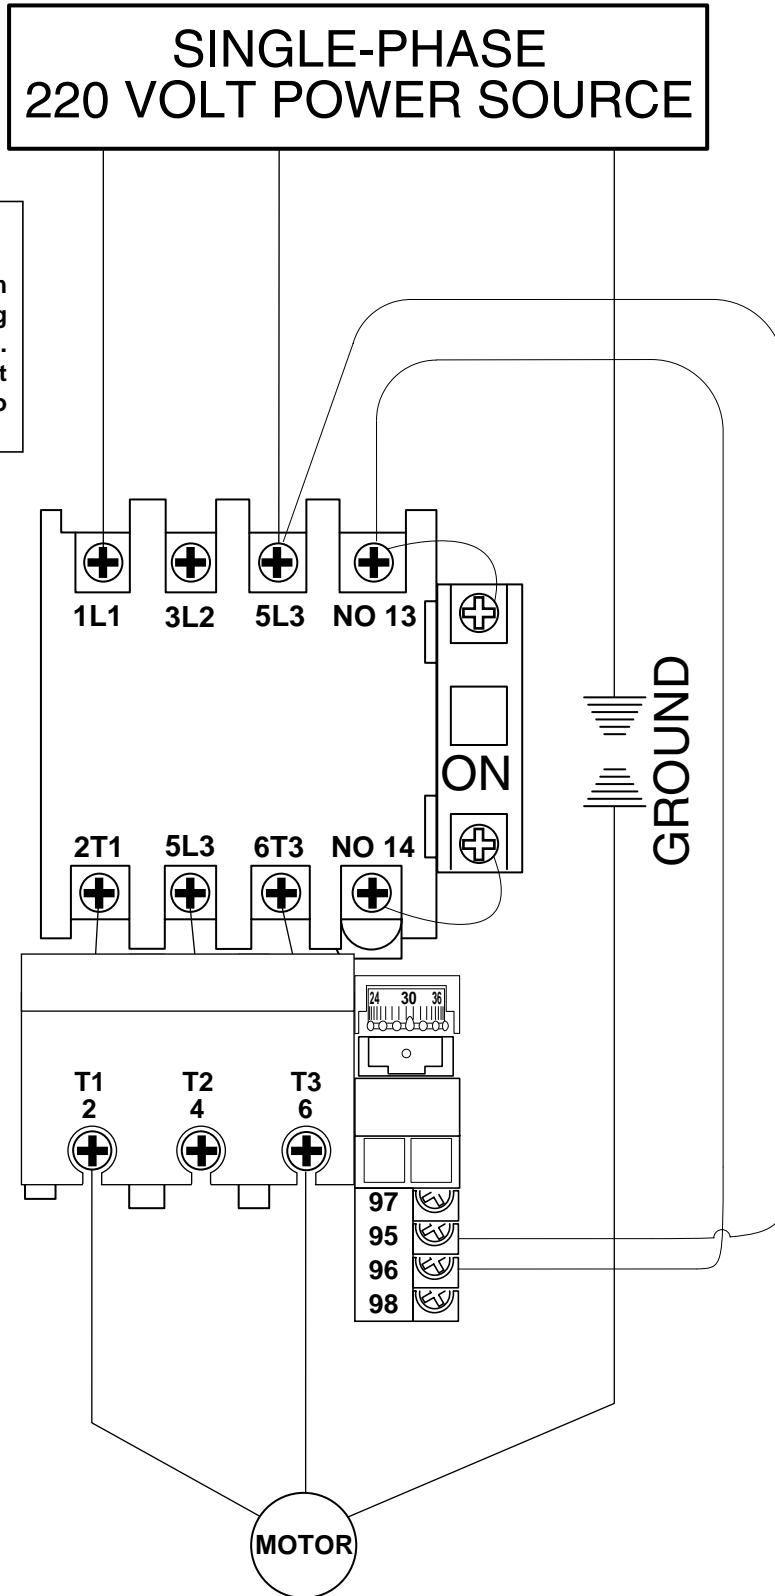 SINGLE-PHASE
220 VOLT POWER SOURCE
.
1L1 3L2 5L3 NO 13
ON
GROUND
2T1 5L3 6T3 NO 14
24 30 36
T1 T2 T3
2 4 6
97
95
96
98
MOTOR